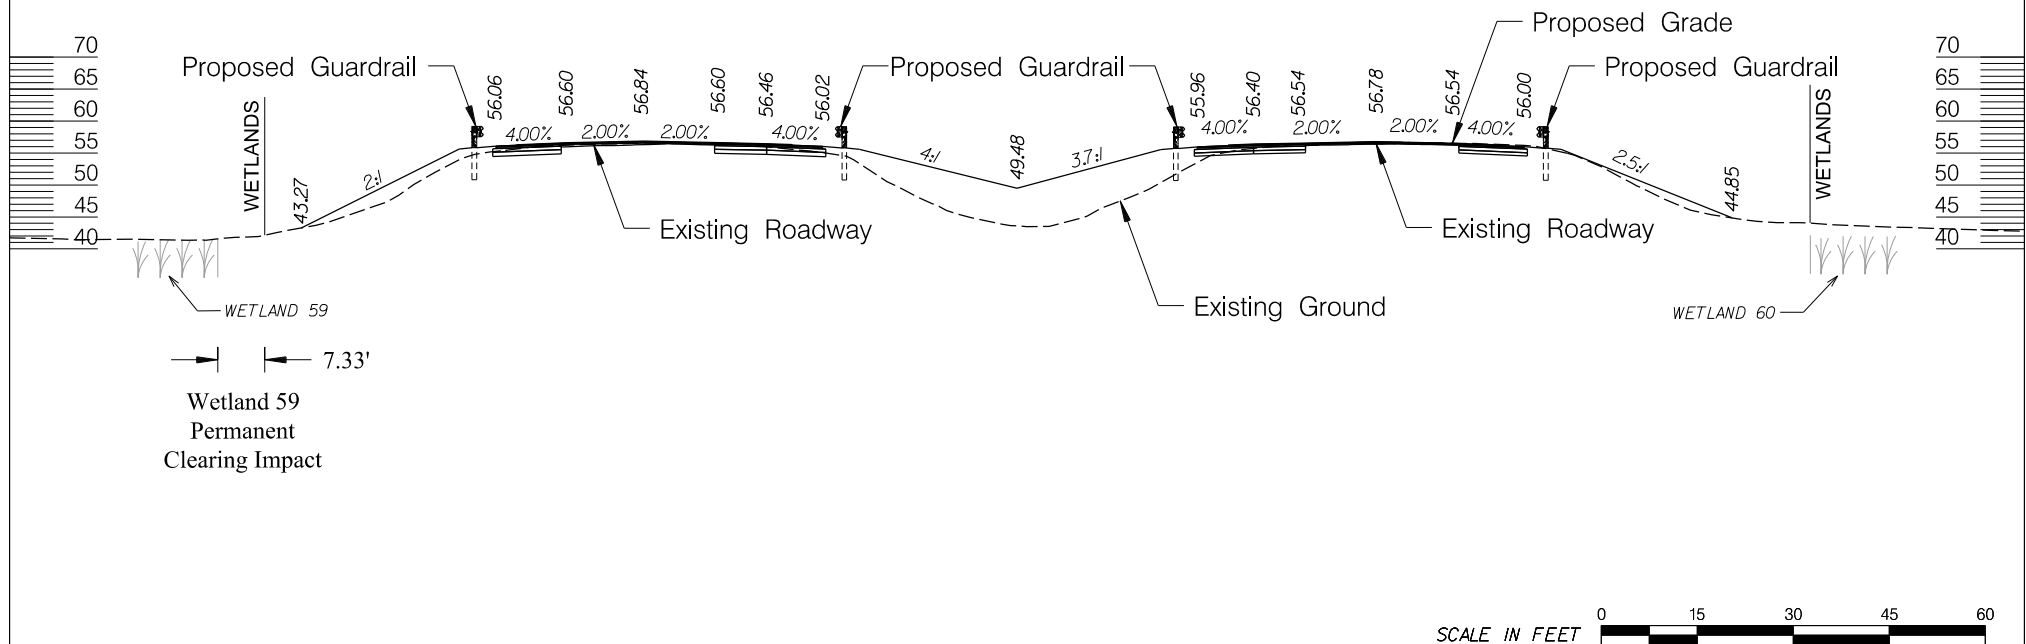 Proposed Grade
70
70
Proposed Guardrail
Proposed Guardrail
Proposed Guardrail
65
65
60
60
55
55
50
50
45
45
40
40
WETLANDS
WETLANDS
56.06
56.60
56.84
56.60
56.46
56.02
55.96
56.40
56.54
56.78
56.54
56.00
4.00%
2.00%
2.00%
4.00%
4.00%
2.00%
2.00%
4.00%
43.27
2:1
4:1
49.48
3.7:1
2.5:1
44.85
Existing Roadway
Existing Roadway
Existing Ground
WETLAND 59
WETLAND 60
7.33'
Wetland 59
Permanent
Clearing Impact
SCALE IN FEET
0 15 30 45 60